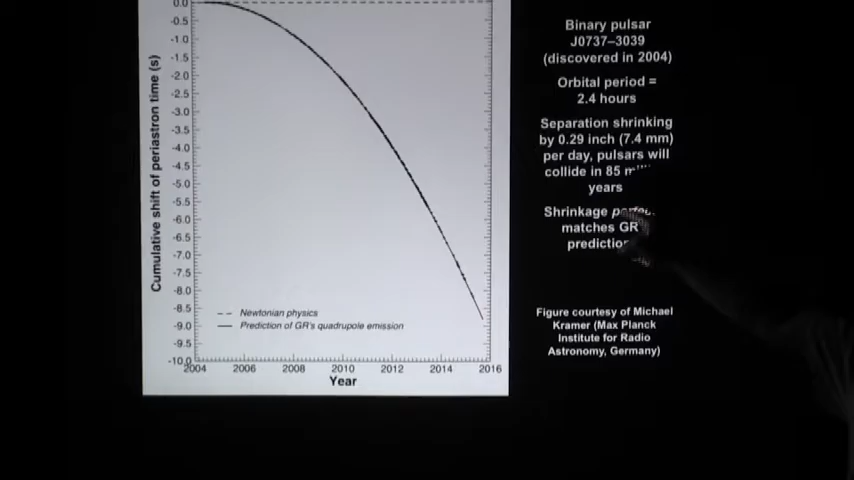 0.0
-0.5
-1.0
-1.5
-2.0
-2.5
-3.0
-3.5
-4.0
-4.5
-5.0
-5.5
-6.0
-6.5
-7.0
-7.5
-8.0
-8.5
-9.0
-9.5
-10.0
Cumulative shift of periastron time (s)
Newtonian physics
Prediction of GR's quadrupole emission
2004 2006 2008 2010 2012 2014 2016
Year
Binary pulsar
J0737–3039
(discovered in 2004)
Orbital period =
2.4 hours
Separation shrinking
by 0.29 inch (7.4 mm)
per day, pulsars will
collide in 85
years
Shrinkage
matches GR
Figure courtesy of Michael
Kramer (Max Planck
Institute for Radio
Astronomy, Germany)